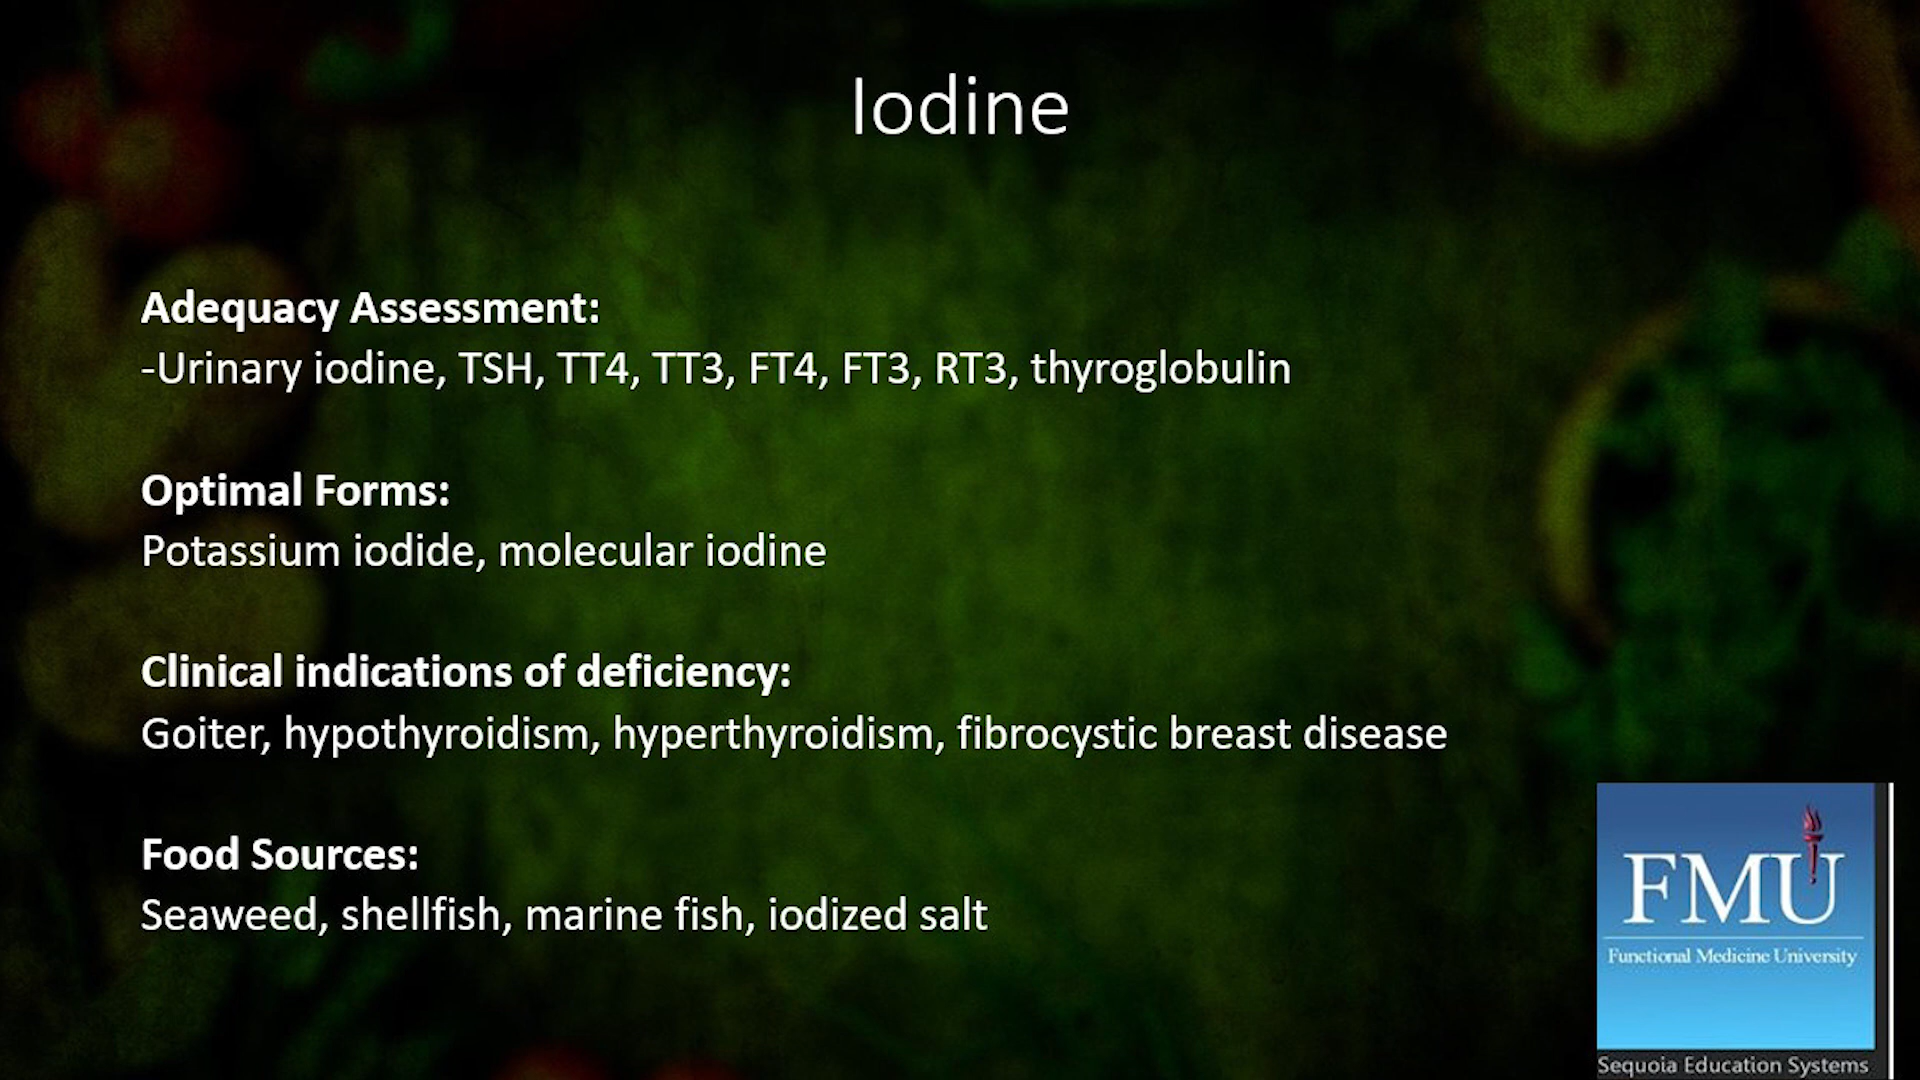 Iodine
Adequacy Assessment:
-Urinary iodine, TSH, TT4, TT3, FT4, FT3, RT3, thyroglobulin
Optimal Forms:
Potassium iodide, molecular iodine
Clinical indications of deficiency:
Goiter, hypothyroidism, hyperthyroidism, fibrocystic breast disease
Food Sources:
Seaweed, shellfish, marine fish, iodized salt
FMU
Functional Medicine University
Sequoia Education Systems